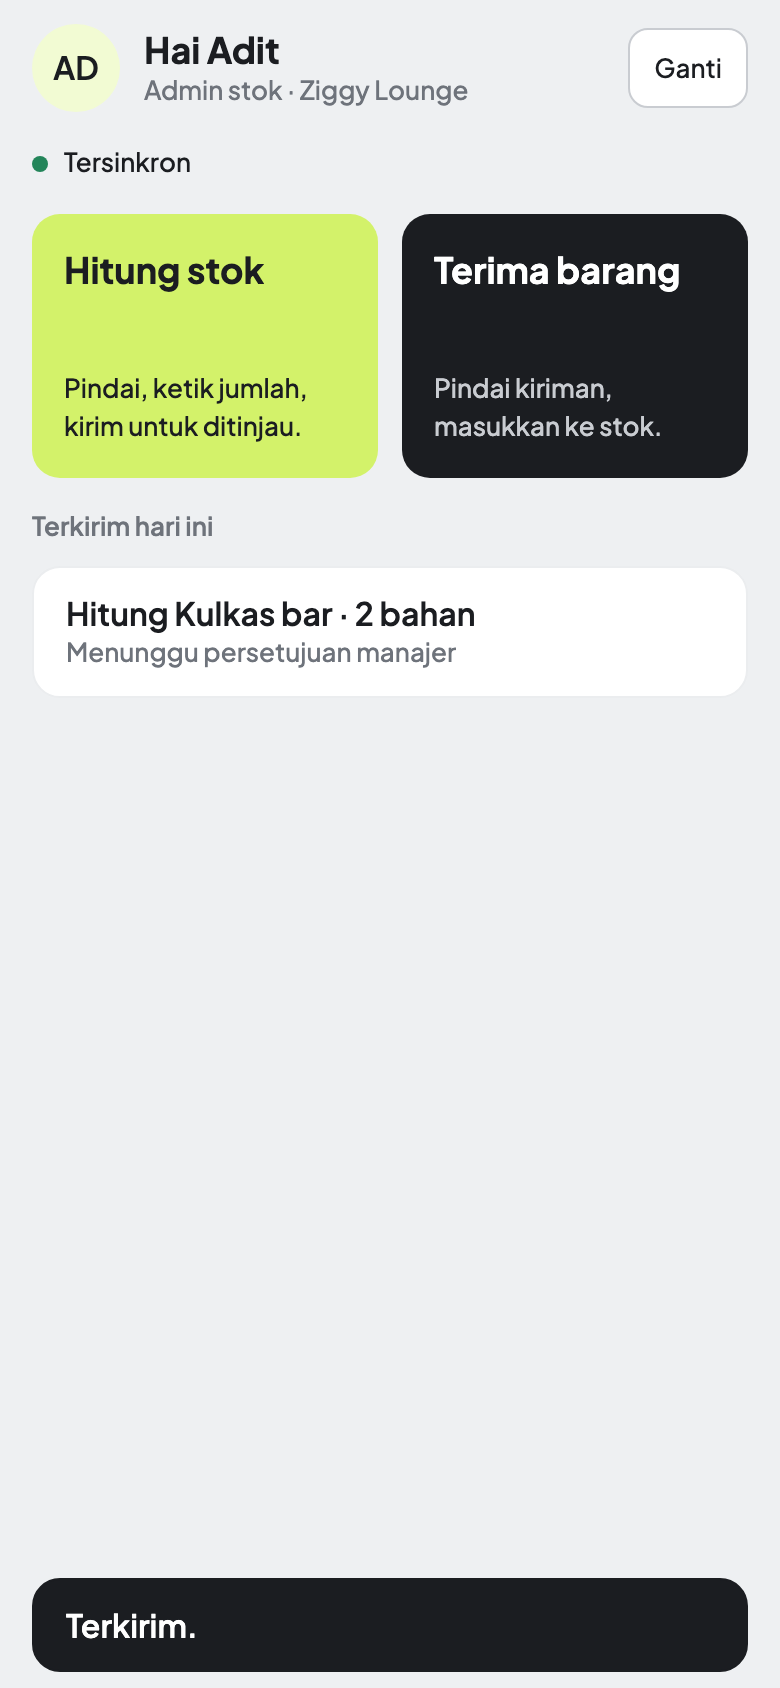 AD
Hai Adit
Admin stok · Ziggy Lounge
Ganti
Tersinkron
Hitung stok
Pindai, ketik jumlah,
kirim untuk ditinjau.
Terima barang
Pindai kiriman,
masukkan ke stok.
Terkirim hari ini
Hitung Kulkas bar · 2 bahan
Menunggu persetujuan manajer
Terkirim.